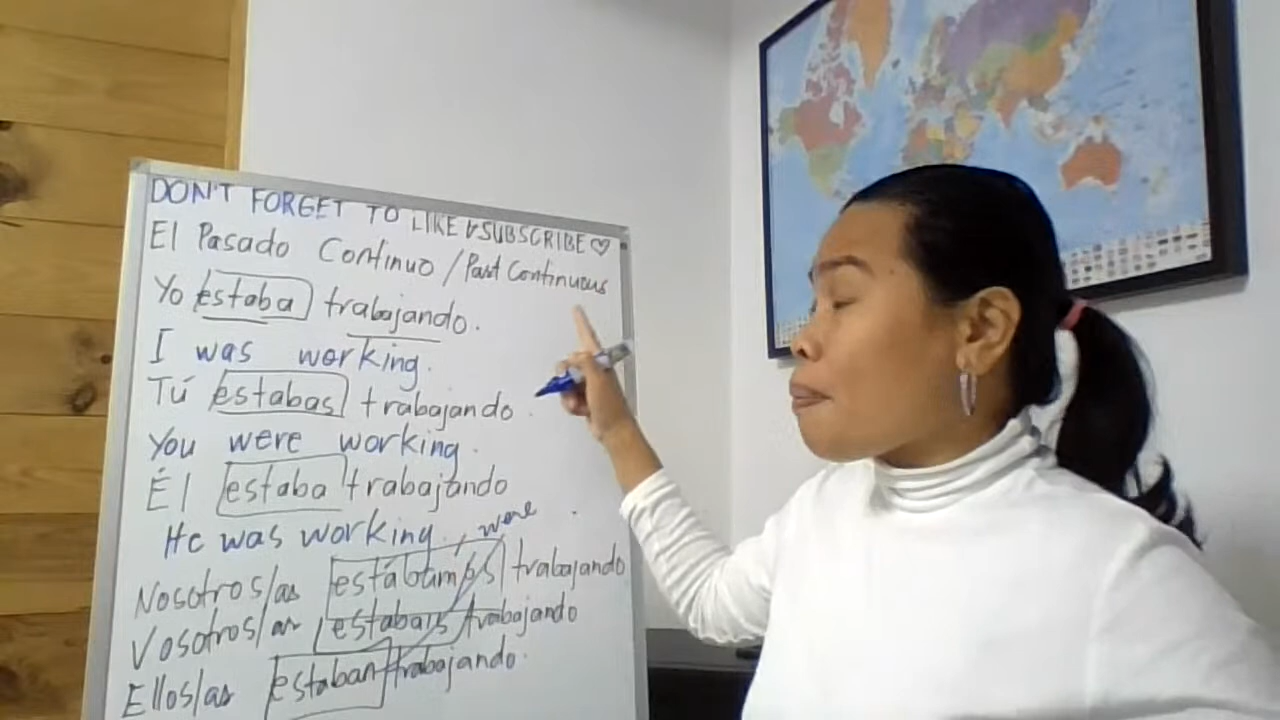 DON'T FORGET TO LIKE & SUBSCRIBE ♡
El Pasado Continuo / Past Continuous
Yo estaba trabajando.
I was working.
Tú estabas trabajando.
You were working.
Él estaba trabajando
He was working. were
Nosotros/as estábamos trabajando
Vosotros/as estabais trabajando
Ellos/as estaban trabajando.